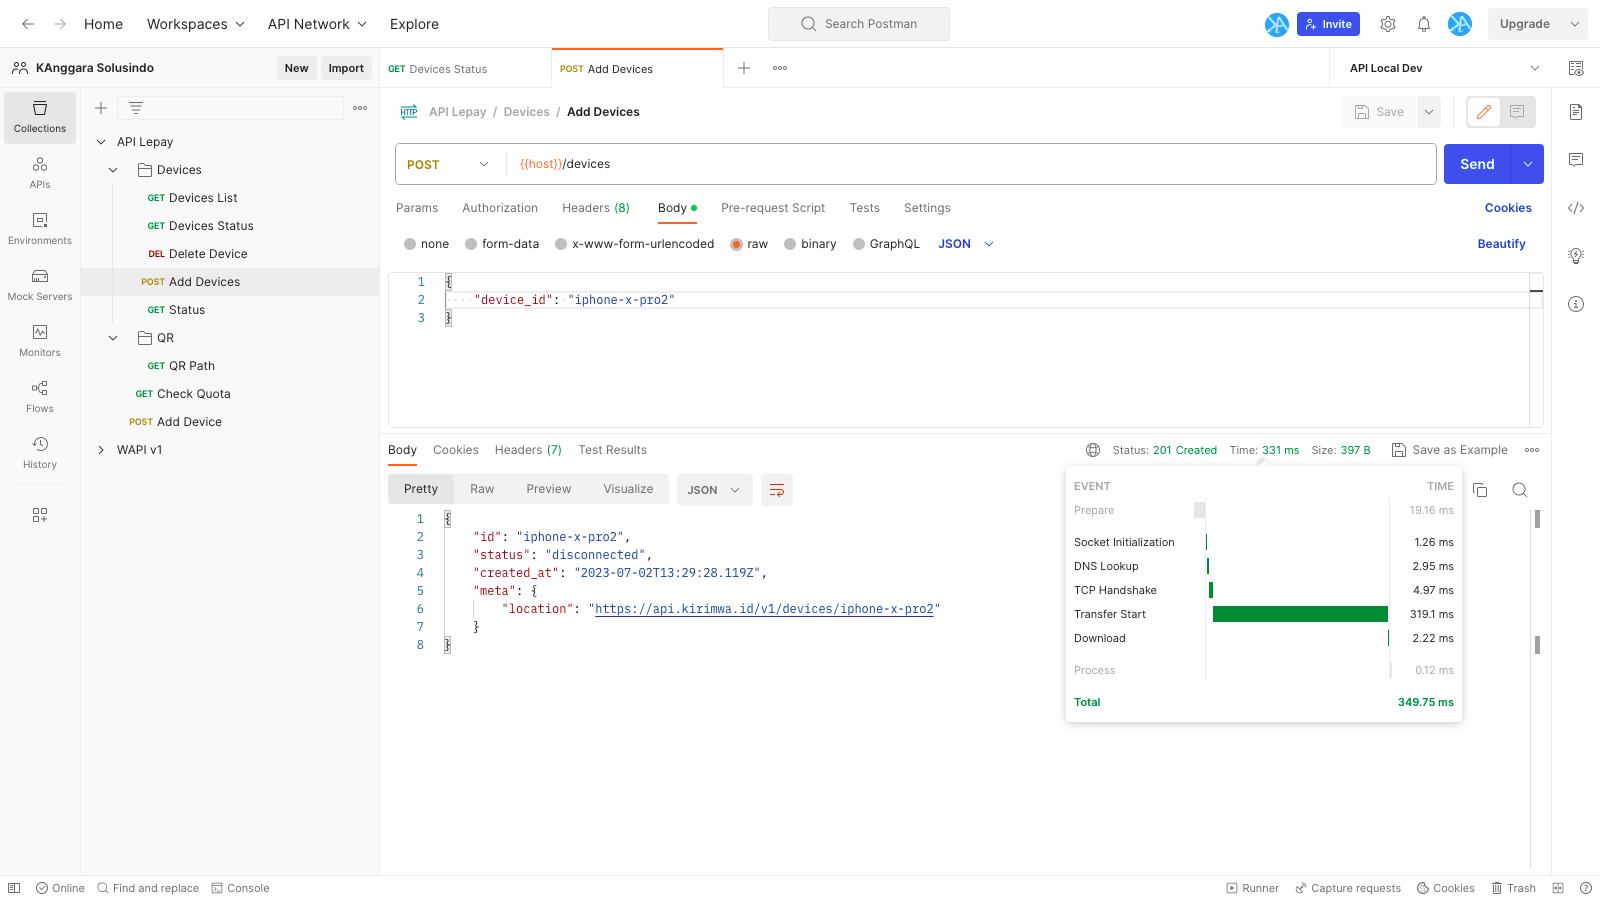 Home Workspaces API Network Explore Search Postman Invite Upgrade
KAnggara Solusindo New Import
GET Devices Status POST Add Devices API Local Dev
Collections
APIs
Environments
Mock Servers
Monitors
Flows
History
API Lepay
Devices
GET Devices List
GET Devices Status
DEL Delete Device
POST Add Devices
GET Status
QR
GET QR Path
GET Check Quota
POST Add Device
WAPI v1
HTTP API Lepay / Devices / Add Devices Save
POST {{host}}/devices Send
Params Authorization Headers (8) Body Pre-request Script Tests Settings Cookies
none form-data x-www-form-urlencoded raw binary GraphQL JSON Beautify
1 {
2 "device_id": "iphone-x-pro2"
3 }
Body Cookies Headers (7) Test Results Status: 201 Created Time: 331 ms Size: 397 B Save as Example
Pretty Raw Preview Visualize JSON
1 {
2 "id": "iphone-x-pro2",
3 "status": "disconnected",
4 "created_at": "2023-07-02T13:29:28.119Z",
5 "meta": {
6 "location": "https://api.kirimwa.id/v1/devices/iphone-x-pro2"
7 }
8 }
EVENT TIME
Prepare 19.16 ms
Socket Initialization 1.26 ms
DNS Lookup 2.95 ms
TCP Handshake 4.97 ms
Transfer Start 319.1 ms
Download 2.22 ms
Process 0.12 ms
Total 349.75 ms
Online Find and replace Console Runner Capture requests Cookies Trash